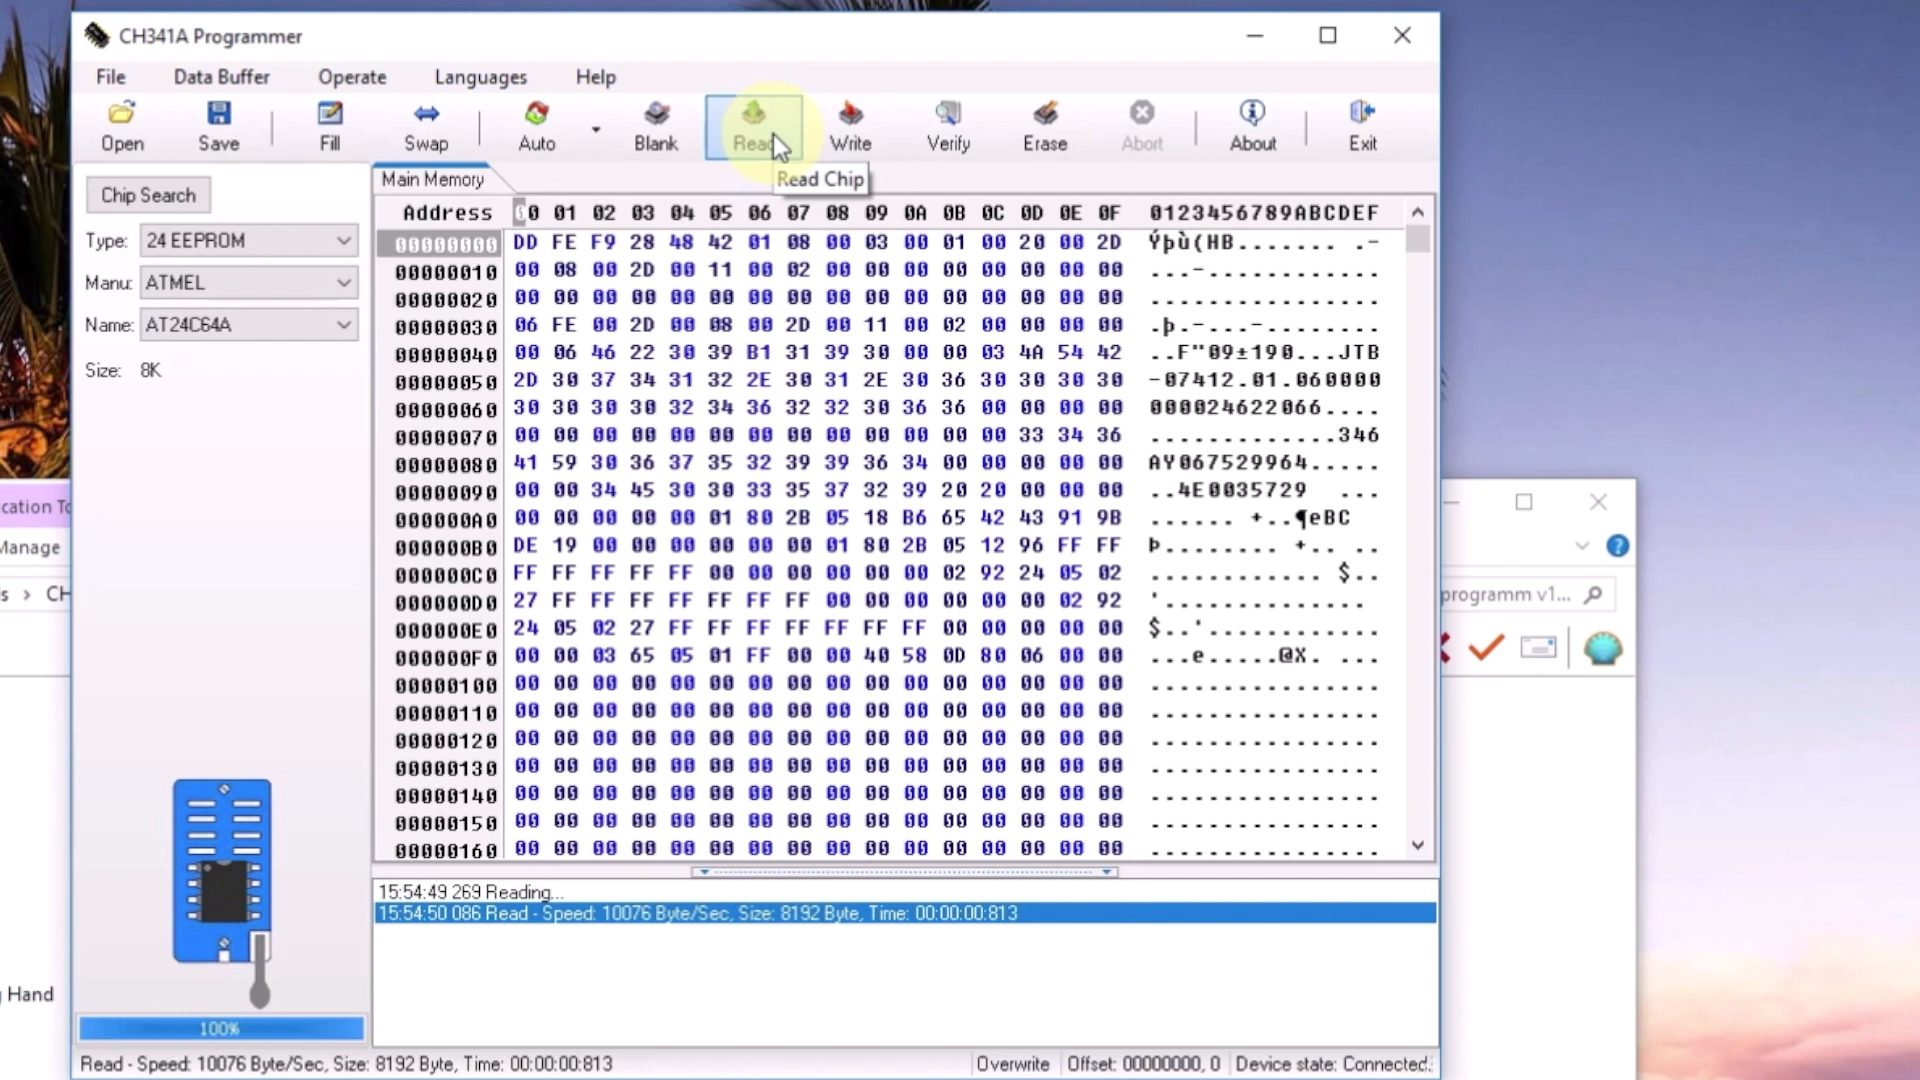 CH341A Programmer
File Data Buffer Operate Languages Help
Open Save Fill Swap Auto Blank Read Write Verify Erase Abort About Exit
Read Chip
Chip Search
Type: 24 EEPROM
Manu: ATMEL
Name: AT24C64A
Size: 8K
100%
Main Memory
Address 00 01 02 03 04 05 06 07 08 09 0A 0B 0C 0D 0E 0F 0123456789ABCDEF
00000000 DD FE F9 28 48 42 01 08 00 03 00 01 00 20 00 2D Ýþù(HB....... .-
00000010 00 08 00 2D 00 11 00 02 00 00 00 00 00 00 00 00 ...-............
00000020 00 00 00 00 00 00 00 00 00 00 00 00 00 00 00 00 ................
00000030 06 FE 00 2D 00 08 00 2D 00 11 00 02 00 00 00 00 .þ.-...-........
00000040 00 06 46 22 30 39 B1 31 39 30 00 00 03 4A 54 42 ..F"09±190...JTB
00000050 2D 30 37 34 31 32 2E 30 31 2E 30 36 30 30 30 30 -07412.01.060000
00000060 30 30 30 30 32 34 36 32 32 30 36 36 00 00 00 00 000024622066....
00000070 00 00 00 00 00 00 00 00 00 00 00 00 00 33 34 36 .............346
00000080 41 59 30 36 37 35 32 39 39 36 34 00 00 00 00 00 AY067529964.....
00000090 00 00 34 45 30 30 33 35 37 32 39 20 20 00 00 00 ..4E0035729  ...
000000A0 00 00 00 00 00 01 80 2B 05 18 B6 65 42 43 91 9B ...... +..¶eBC
000000B0 DE 19 00 00 00 00 00 00 01 80 2B 05 12 96 FF FF Þ........ +.. ..
000000C0 FF FF FF FF FF 00 00 00 00 00 00 02 92 24 05 02 ............ $..
000000D0 27 FF FF FF FF FF FF FF 00 00 00 00 00 00 02 92 '..............
000000E0 24 05 02 27 FF FF FF FF FF FF FF 00 00 00 00 00 $..'............
000000F0 00 00 03 65 05 01 FF 00 00 40 58 0D 80 06 00 00 ...e.....@X. ...
00000100 00 00 00 00 00 00 00 00 00 00 00 00 00 00 00 00 ................
00000110 00 00 00 00 00 00 00 00 00 00 00 00 00 00 00 00 ................
00000120 00 00 00 00 00 00 00 00 00 00 00 00 00 00 00 00 ................
00000130 00 00 00 00 00 00 00 00 00 00 00 00 00 00 00 00 ................
00000140 00 00 00 00 00 00 00 00 00 00 00 00 00 00 00 00 ................
00000150 00 00 00 00 00 00 00 00 00 00 00 00 00 00 00 00 ................
00000160 00 00 00 00 00 00 00 00 00 00 00 00 00 00 00 00 ................
15:54:49 269 Reading...
15:54:50 086 Read - Speed: 10076 Byte/Sec, Size: 8192 Byte, Time: 00:00:00:813
Read - Speed: 10076 Byte/Sec, Size: 8192 Byte, Time: 00:00:00:813 Overwrite Offset: 00000000, 0 Device state: Connected.
cation To
Manage
s › CH
Hand
programm v1...